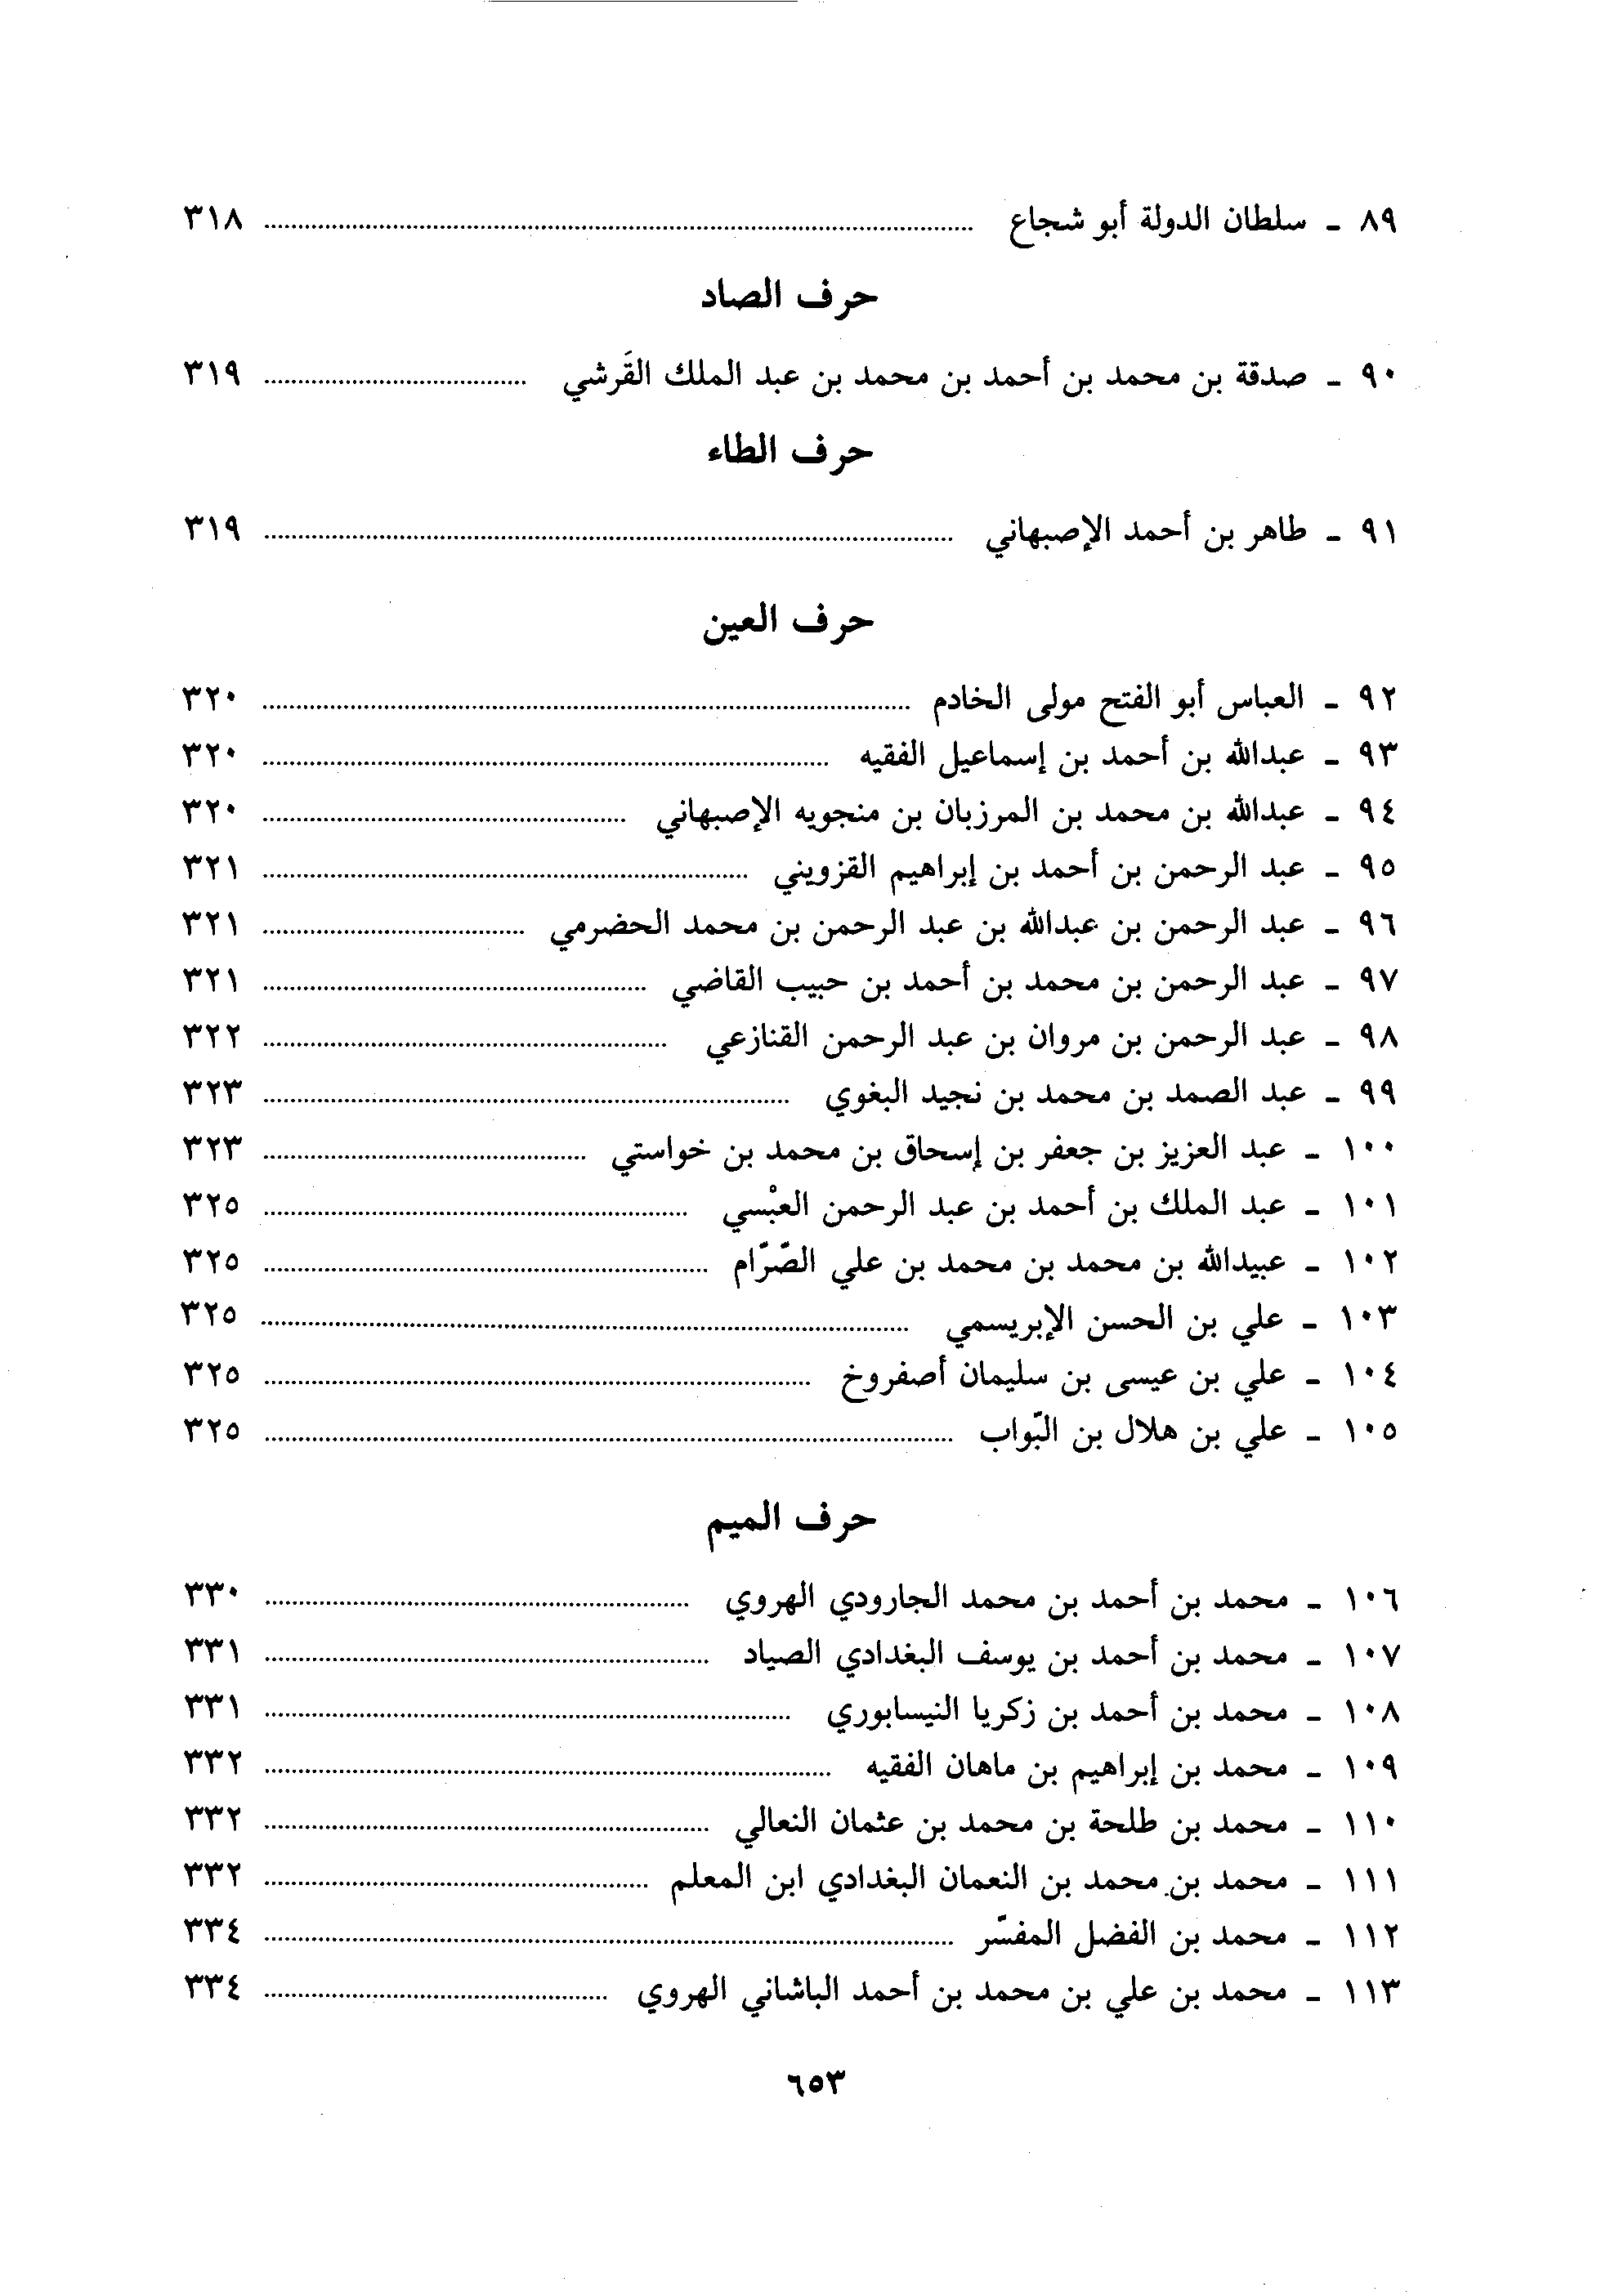 ٨٩ ـ سلطان الدولة أبو شجاع ........ ٣١٨
حرف الصاد
٩٠ ـ صدقة بن محمد بن أحمد بن محمد بن عبد الملك القَرشي ........ ٣١٩
حرف الطاء
٩١ ـ طاهر بن أحمد الإصبهاني ........ ٣١٩
حرف العين
٩٢ ـ العباس أبو الفتح مولى الخادم ........ ٣٢٠
٩٣ ـ عبدالله بن أحمد بن إسماعيل الفقيه ........ ٣٢٠
٩٤ ـ عبدالله بن محمد بن المرزبان بن منجويه الإصبهاني ........ ٣٢٠
٩٥ ـ عبد الرحمن بن أحمد بن إبراهيم القزويني ........ ٣٢١
٩٦ ـ عبد الرحمن بن عبدالله بن عبد الرحمن بن محمد الحضرمي ........ ٣٢١
٩٧ ـ عبد الرحمن بن محمد بن أحمد بن حبيب القاضي ........ ٣٢١
٩٨ ـ عبد الرحمن بن مروان بن عبد الرحمن القنازعي ........ ٣٢٢
٩٩ ـ عبد الصمد بن محمد بن نجيد البغوي ........ ٣٢٣
١٠٠ ـ عبد العزيز بن جعفر بن إسحاق بن محمد بن خواستي ........ ٣٢٣
١٠١ ـ عبد الملك بن أحمد بن عبد الرحمن العبْسي ........ ٣٢٥
١٠٢ ـ عبيدالله بن محمد بن محمد بن علي الصّرّام ........ ٣٢٥
١٠٣ ـ علي بن الحسن الإبريسمي ........ ٣٢٥
١٠٤ ـ علي بن عيسى بن سليمان أصفروخ ........ ٣٢٥
١٠٥ ـ علي بن هلال بن البّواب ........ ٣٢٥
حرف الميم
١٠٦ ـ محمد بن أحمد بن محمد الجارودي الهروي ........ ٣٣٠
١٠٧ ـ محمد بن أحمد بن يوسف البغدادي الصياد ........ ٣٣١
١٠٨ ـ محمد بن أحمد بن زكريا النيسابوري ........ ٣٣١
١٠٩ ـ محمد بن إبراهيم بن ماهان الفقيه ........ ٣٣٢
١١٠ ـ محمد بن طلحة بن محمد بن عثمان النعالي ........ ٣٣٢
١١١ ـ محمد بن محمد بن النعمان البغدادي ابن المعلم ........ ٣٣٢
١١٢ ـ محمد بن الفضل المفسّر ........ ٣٣٤
١١٣ ـ محمد بن علي بن محمد بن أحمد الباشاني الهروي ........ ٣٣٤
٦٥٣